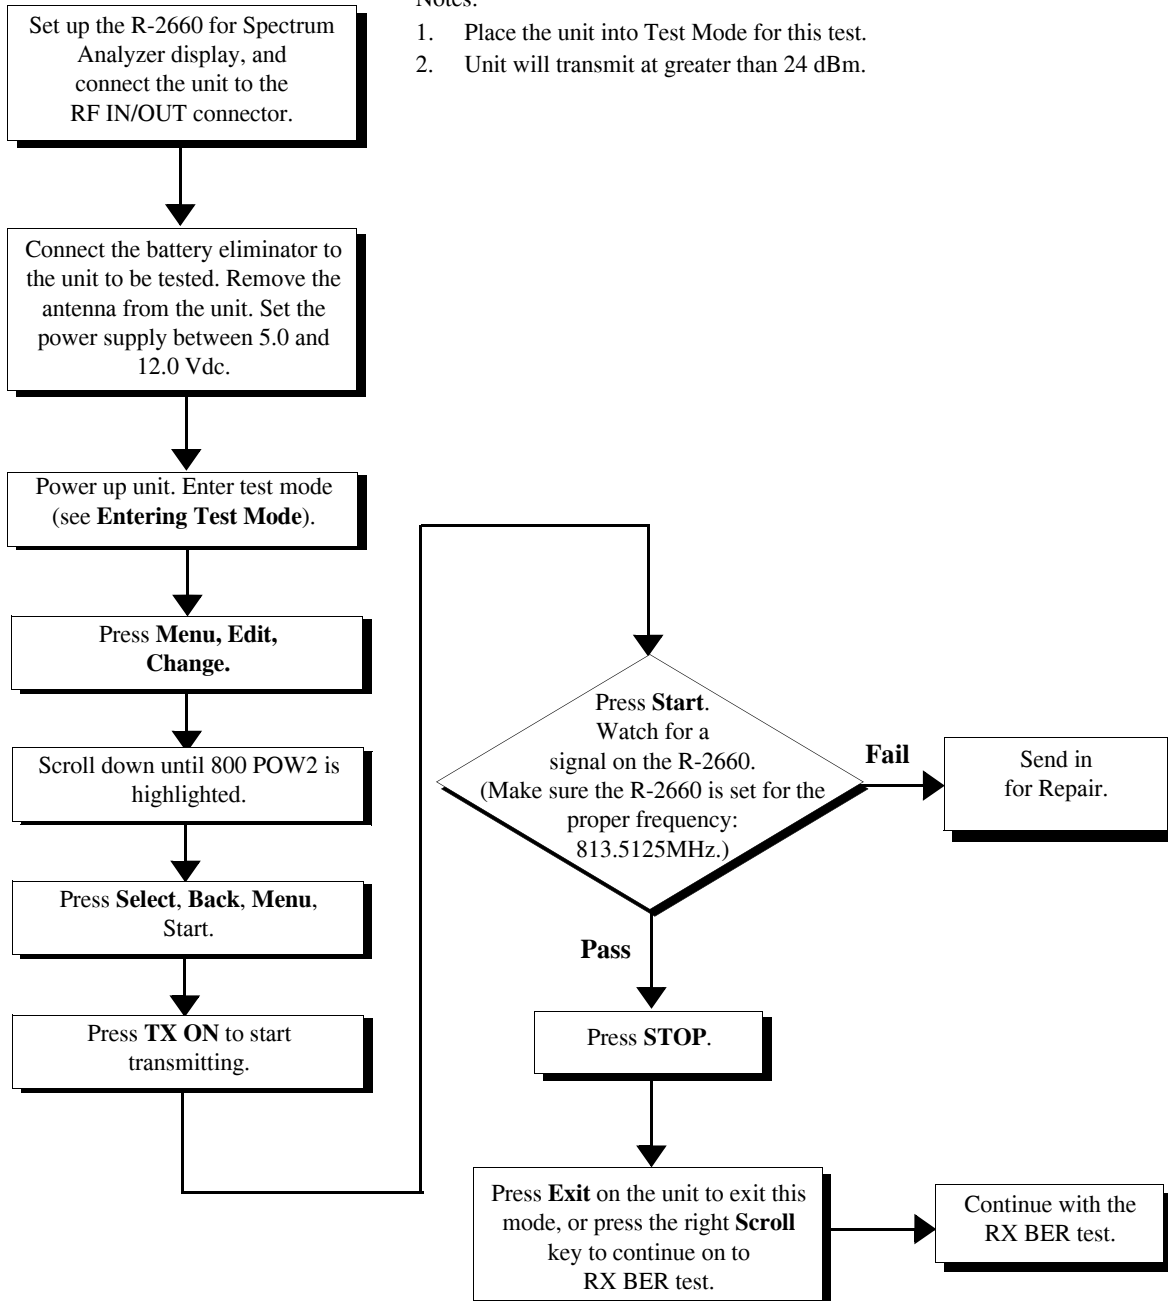 Notes:
1. Place the unit into Test Mode for this test.
2. Unit will transmit at greater than 24 dBm.
Set up the R-2660 for Spectrum
Analyzer display, and
connect the unit to the
RF IN/OUT connector.
Connect the battery eliminator to
the unit to be tested. Remove the
antenna from the unit. Set the
power supply between 5.0 and
12.0 Vdc.
Power up unit. Enter test mode
(see Entering Test Mode).
Press Menu, Edit,
Change.
Scroll down until 800 POW2 is
highlighted.
Press Select, Back, Menu,
Start.
Press TX ON to start
transmitting.
Press Start.
Watch for a
signal on the R-2660.
(Make sure the R-2660 is set for the
proper frequency:
813.5125MHz.)
Fail
Send in
for Repair.
Pass
Press STOP.
Press Exit on the unit to exit this
mode, or press the right Scroll
key to continue on to
RX BER test.
Continue with the
RX BER test.